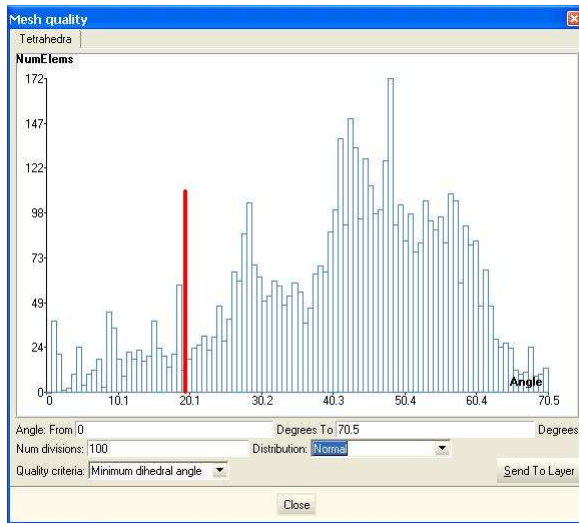 Mesh quality
Tetrahedra
NumElems
172
147
122
98
73
49
24
0
0 10.1 20.1 30.2 40.3 50.4 60.4 70.5
Angle
Angle: From 0 Degrees To 70.5 Degrees
Num divisions: 100 Distribution: Normal
Quality criteria: Minimum dihedral angle Send To Layer
Close